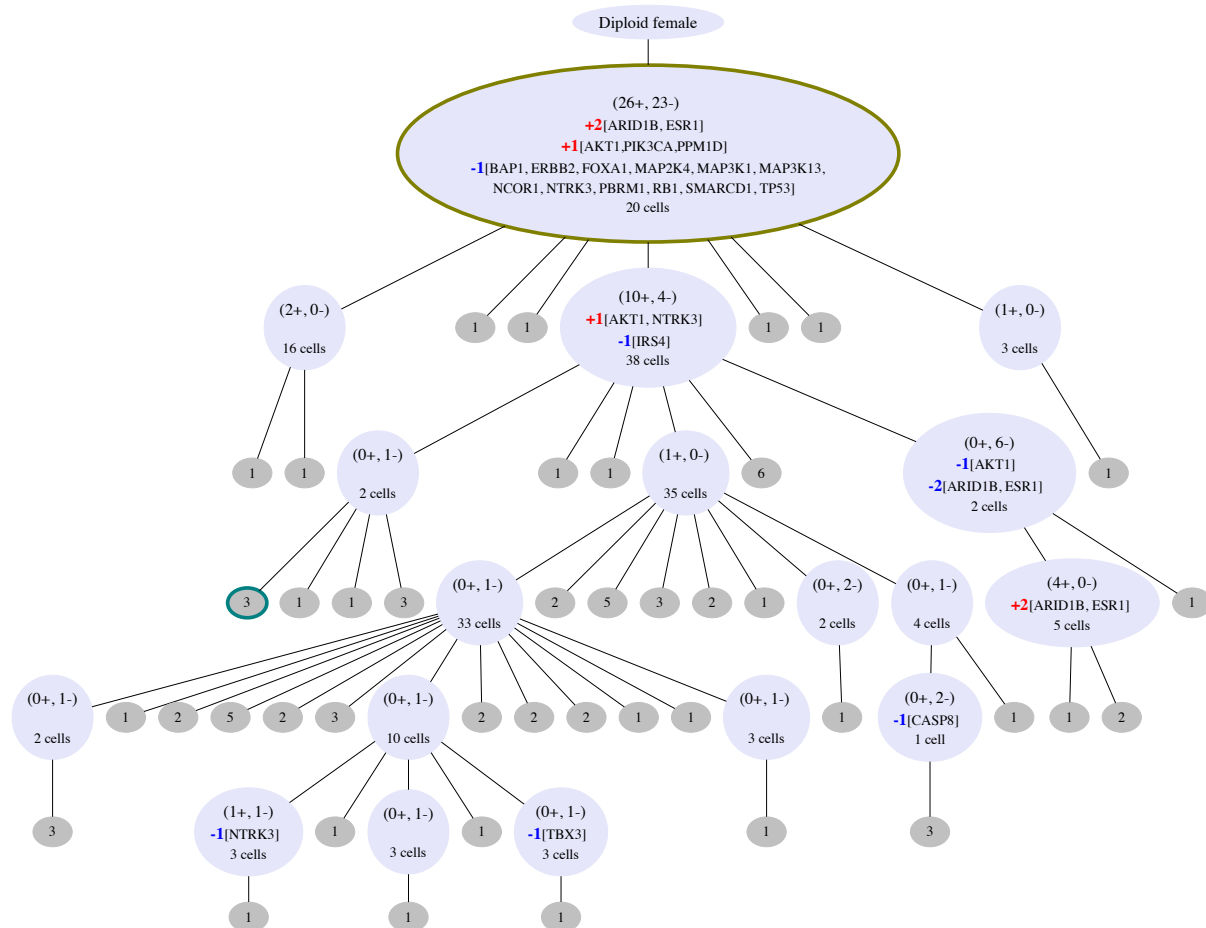 Diploid female
(26+, 23-)
+2[ARID1B, ESR1]
+1[AKT1,PIK3CA,PPM1D]
-1[BAP1, ERBB2, FOXA1, MAP2K4, MAP3K1, MAP3K13,
NCOR1, NTRK3, PBRM1, RB1, SMARCD1, TP53]
20 cells
(2+, 0-)
16 cells
1
1
(10+, 4-)
+1[AKT1, NTRK3]
-1[IRS4]
38 cells
1
1
(1+, 0-)
3 cells
1
1
(0+, 1-)
2 cells
1
1
(1+, 0-)
35 cells
6
(0+, 6-)
-1[AKT1]
-2[ARID1B, ESR1]
2 cells
1
3
1
1
3
(0+, 1-)
33 cells
2
5
3
2
1
(0+, 2-)
2 cells
(0+, 1-)
4 cells
(4+, 0-)
+2[ARID1B, ESR1]
5 cells
1
(0+, 1-)
2 cells
1
2
5
2
3
(0+, 1-)
10 cells
2
2
2
1
1
(0+, 1-)
3 cells
1
(0+, 2-)
-1[CASP8]
1 cell
1
1
2
3
(1+, 1-)
-1[NTRK3]
3 cells
1
(0+, 1-)
3 cells
1
(0+, 1-)
-1[TBX3]
3 cells
1
3
1
1
1